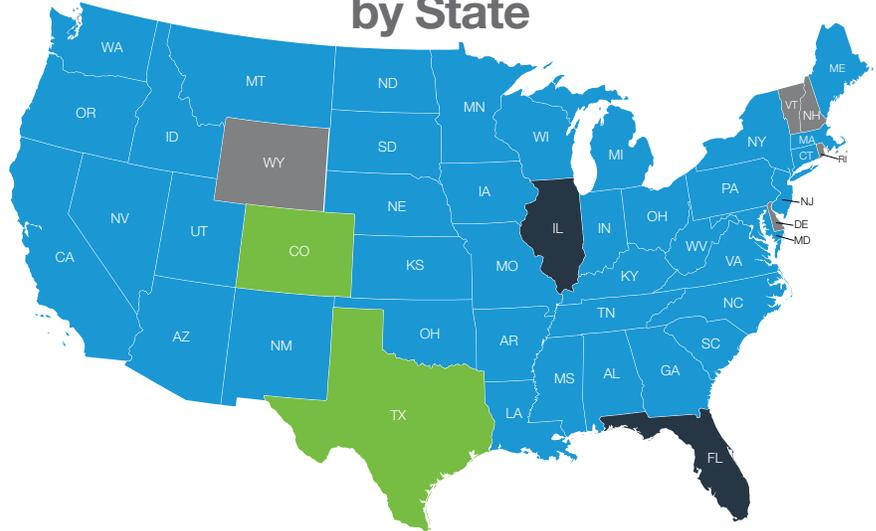 by State
WA
MT
ND
MN
ME
OR
ID
SD
WI
MI
NY
VT
NH
MA
CT
RI
WY
NE
IA
PA
NJ
NV
UT
CO
KS
MO
IL
IN
OH
WV
VA
DE
MD
CA
KY
AZ
NM
OH
AR
TN
NC
SC
TX
LA
MS
AL
GA
FL